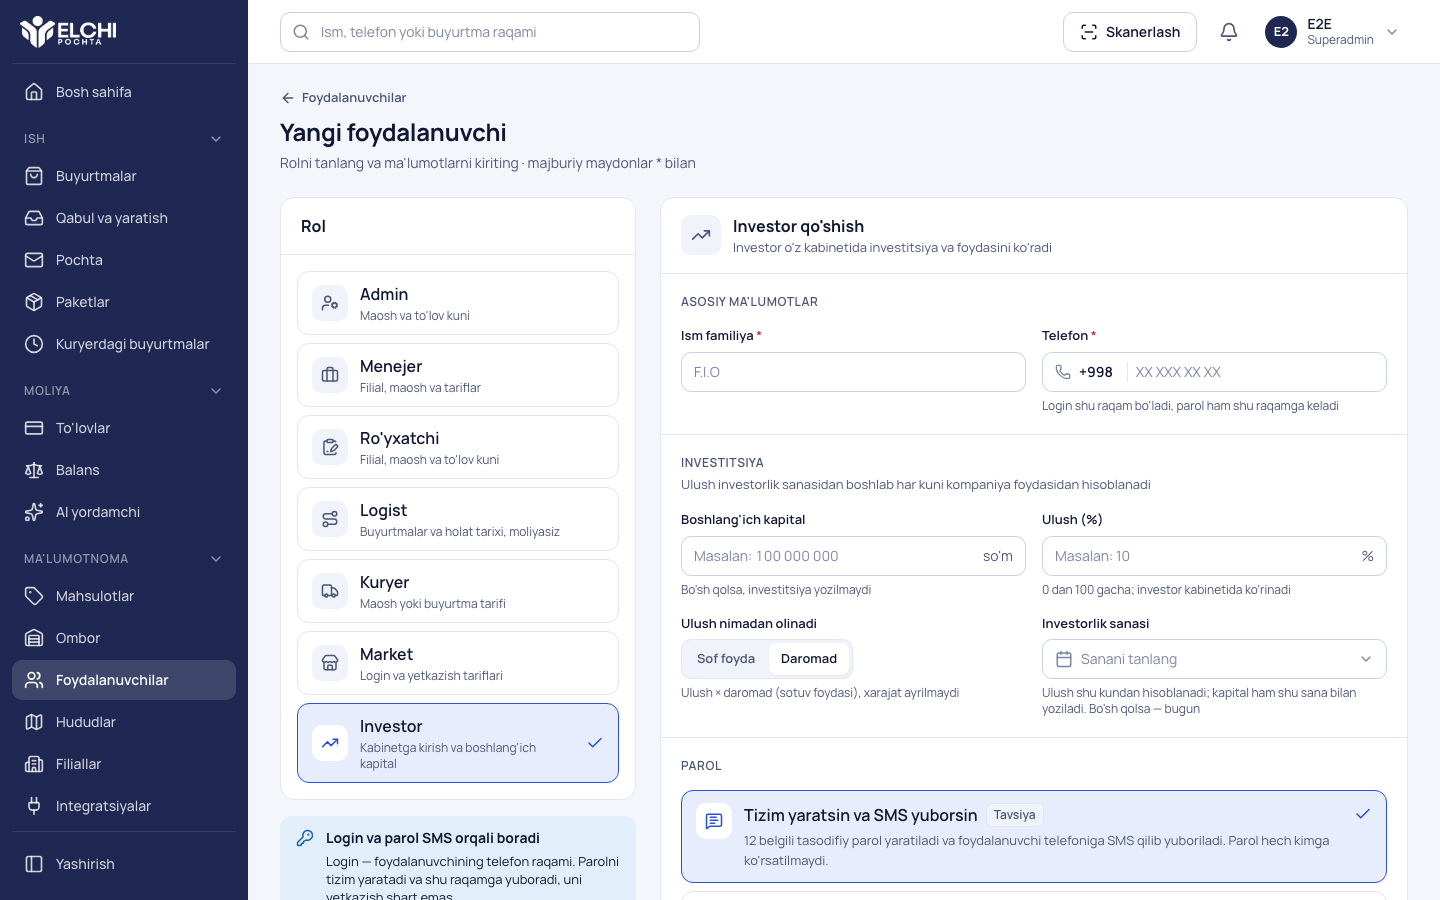 ELCHI
POCHTA
Bosh sahifa
ISH
Buyurtmalar
Qabul va yaratish
Pochta
Paketlar
Kuryerdagi buyurtmalar
MOLIYA
To'lovlar
Balans
AI yordamchi
MA'LUMOTNOMA
Mahsulotlar
Ombor
Foydalanuvchilar
Hududlar
Filiallar
Integratsiyalar
Yashirish
Ism, telefon yoki buyurtma raqami
Skanerlash
E2
E2E
Superadmin
Foydalanuvchilar
Yangi foydalanuvchi
Rolni tanlang va ma'lumotlarni kiriting · majburiy maydonlar * bilan
Rol
Admin
Maosh va to'lov kuni
Menejer
Filial, maosh va tariflar
Ro'yxatchi
Filial, maosh va to'lov kuni
Logist
Buyurtmalar va holat tarixi, moliyasiz
Kuryer
Maosh yoki buyurtma tarifi
Market
Login va yetkazish tariflari
Investor
Kabinetga kirish va boshlang'ich
kapital
Login va parol SMS orqali boradi
Login — foydalanuvchining telefon raqami. Parolni
tizim yaratadi va shu raqamga yuboradi, uni
yetkazish shart emas.
Investor qo'shish
Investor o'z kabinetida investitsiya va foydasini ko'radi
ASOSIY MA'LUMOTLAR
Ism familiya *
F.I.O
Telefon *
+998 XX XXX XX XX
Login shu raqam bo'ladi, parol ham shu raqamga keladi
INVESTITSIYA
Ulush investorlik sanasidan boshlab har kuni kompaniya foydasidan hisoblanadi
Boshlang'ich kapital
Masalan: 100 000 000 so'm
Bo'sh qolsa, investitsiya yozilmaydi
Ulush (%)
Masalan: 10 %
0 dan 100 gacha; investor kabinetida ko'rinadi
Ulush nimadan olinadi
Sof foyda Daromad
Ulush × daromad (sotuv foydasi), xarajat ayrilmaydi
Investorlik sanasi
Sanani tanlang
Ulush shu kundan hisoblanadi; kapital ham shu sana bilan
yoziladi. Bo'sh qolsa — bugun
PAROL
Tizim yaratsin va SMS yuborsin Tavsiya
12 belgili tasodifiy parol yaratiladi va foydalanuvchi telefoniga SMS qilib yuboriladi. Parol hech kimga
ko'rsatilmaydi.